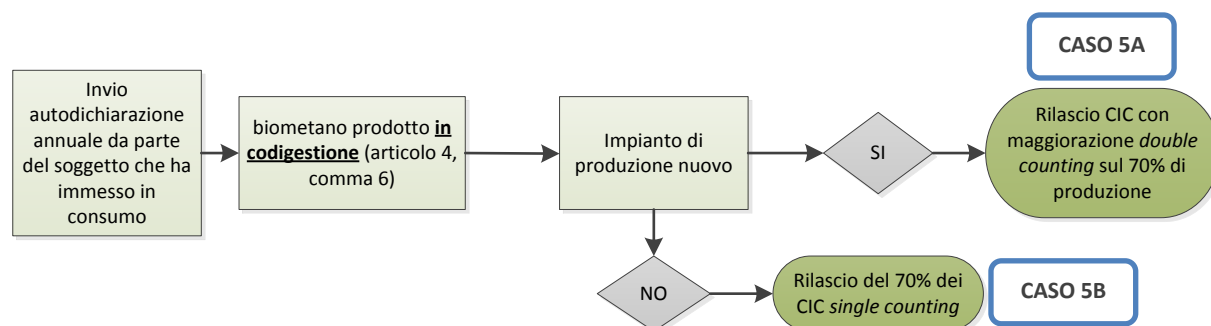 CASO 5A
Invio
autodichiarazione
annuale da parte
del soggetto che ha
immesso in
consumo
biometano prodotto in
codigestione (articolo 4,
comma 6)
Impianto di
produzione nuovo
SI
Rilascio CIC con
maggiorazione double
counting sul 70% di
produzione
NO
Rilascio del 70% dei
CIC single counting
CASO 5B